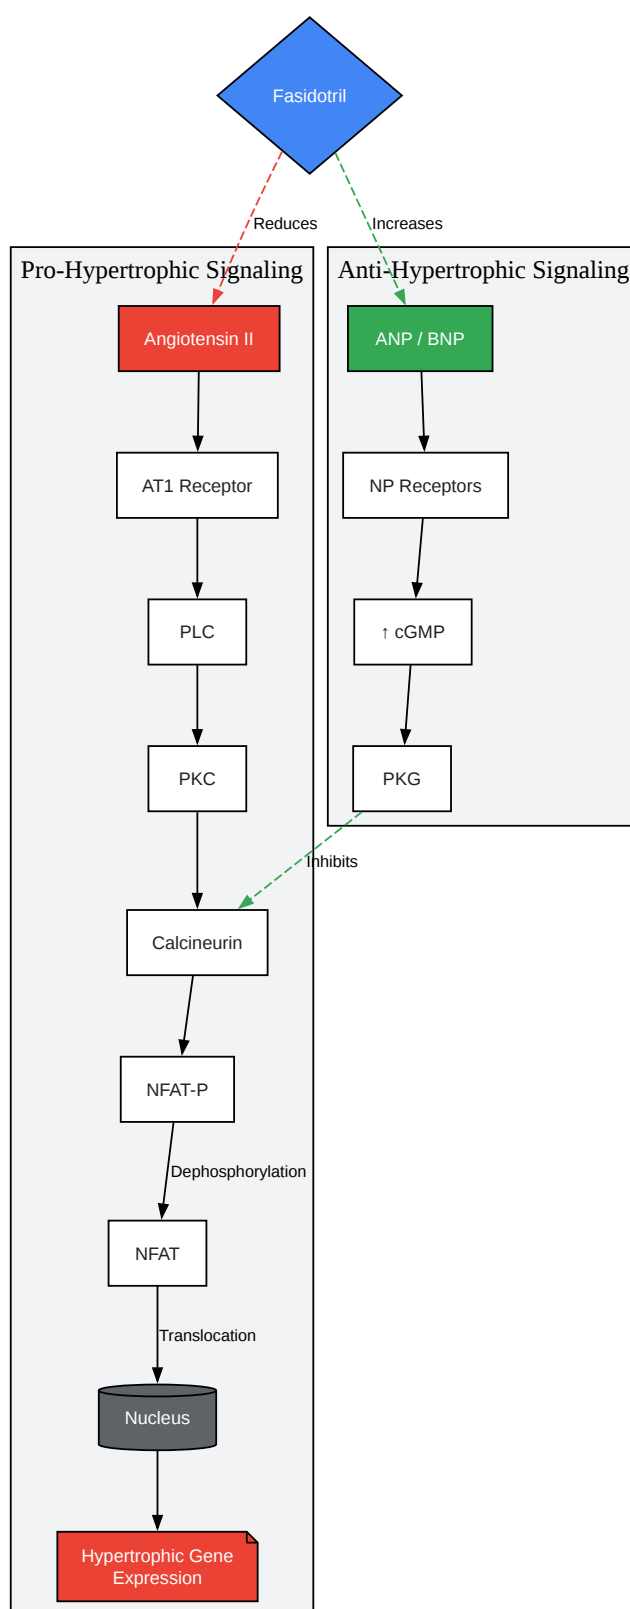 Fasidotril
Reduces
Increases
Pro-Hypertrophic Signaling
Anti-Hypertrophic Signaling
Angiotensin II
ANP / BNP
AT1 Receptor
NP Receptors
PLC
↑ cGMP
PKC
PKG
Inhibits
Calcineurin
NFAT-P
Dephosphorylation
NFAT
Translocation
Nucleus
Hypertrophic Gene
Expression